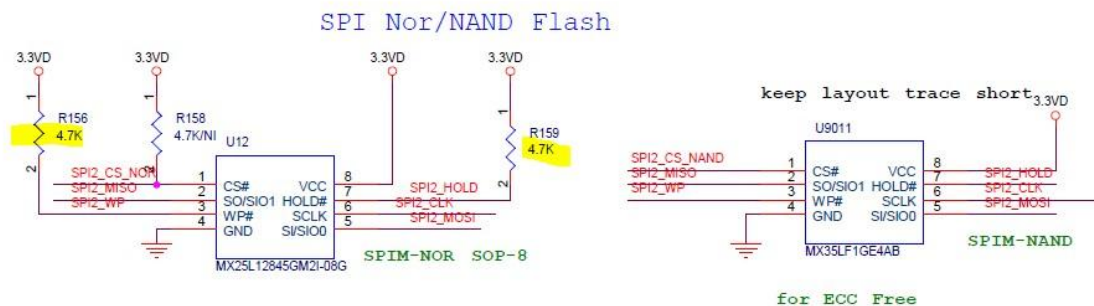 SPI Nor/NAND Flash
3.3VD
3.3VD
3.3VD
3.3VD
1
R156
4.7K
2
1
R158
4.7K/NI
2
1
R159
4.7K
2
U12
SPI2_CS_NOR
SPI2_MISO
SPI2_WP
1
2
3
4
CS#
SO/SIO1
WP#
GND
VCC
HOLD#
SCLK
SI/SIO0
8
7
6
5
SPI2_HOLD
SPI2_CLK
SPI2_MOSI
MX25L12845GM2I-08G
SPIM-NOR SOP-8
keep layout trace short
3.3VD
U9011
SPI2_CS_NAND
SPI2_MISO
SPI2_WP
1
2
3
4
CS#
SO/SIO1
WP#
GND
VCC
HOLD#
SCLK
SI/SIO0
8
7
6
5
SPI2_HOLD
SPI2_CLK
SPI2_MOSI
MX35LF1GE4AB
SPIM-NAND
for ECC Free